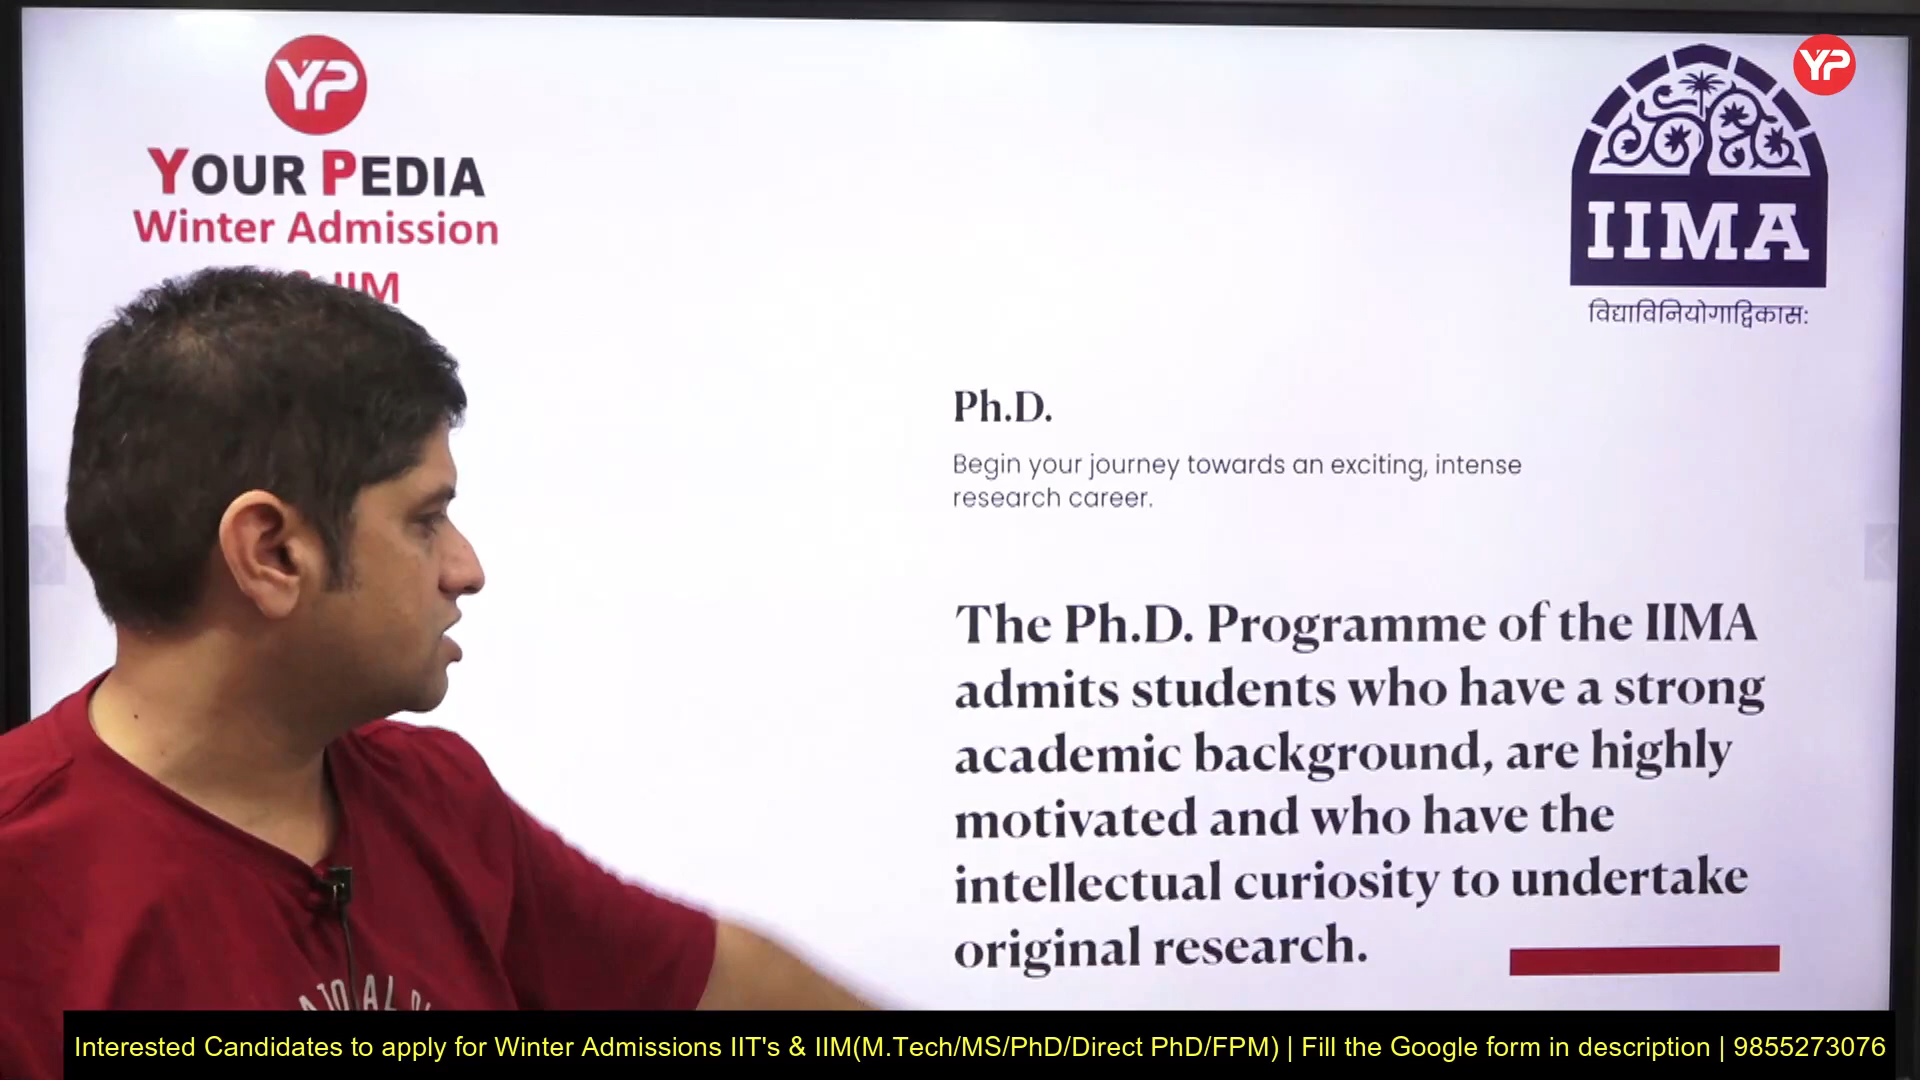 YP
YP
YOUR PEDIA
Winter Admission
IIM
IIMA
विद्याविनियोगाद्विकास:
Ph.D.
Begin your journey towards an exciting, intense
research career.
The Ph.D. Programme of the IIMA
admits students who have a strong
academic background, are highly
motivated and who have the
intellectual curiosity to undertake
original research.
Interested Candidates to apply for Winter Admissions IIT's & IIM(M.Tech/MS/PhD/Direct PhD/FPM) | Fill the Google form in description | 9855273076